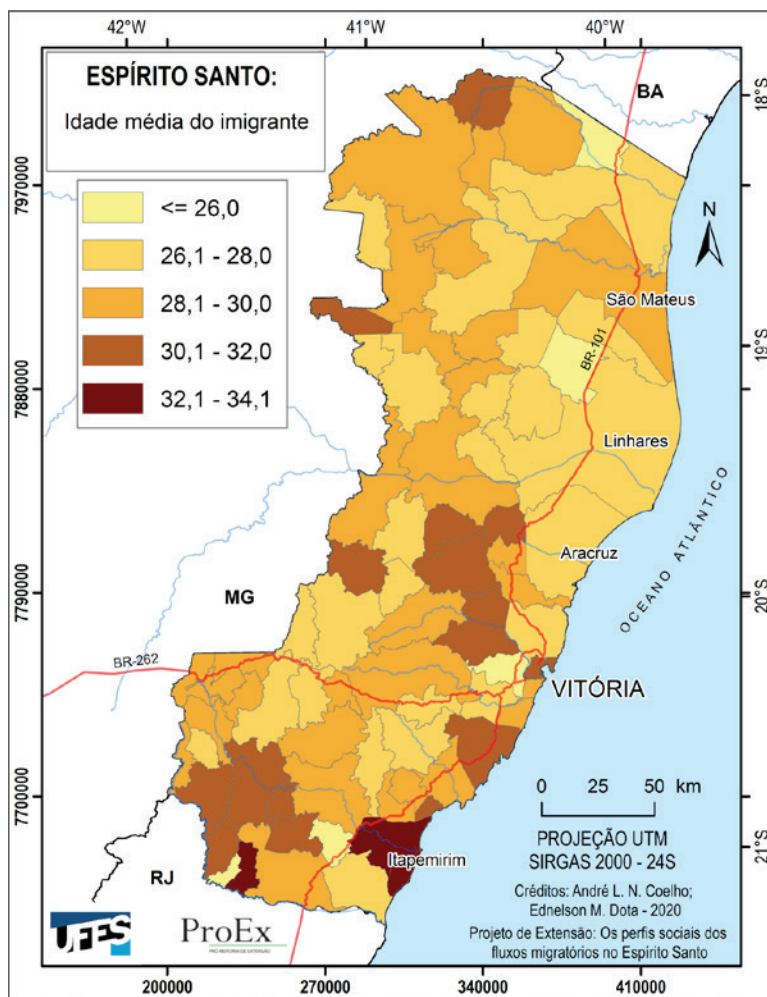 42°W
41°W
40°W
ESPÍRITO SANTO:
Idade média do imigrante
<= 26,0
26,1 - 28,0
28,1 - 30,0
30,1 - 32,0
32,1 - 34,1
BA
18°S
N
7970000
São Mateus
BR-101
19°S
7880000
Linhares
OCEANO ATLÂNTICO
Aracruz
MG
7790000
20°S
BR-262
VITÓRIA
0 25 50 km
7700000
PROJEÇÃO UTM
SIRGAS 2000 - 24S
21°S
Itapemirim
RJ
Créditos: André L. N. Coelho;
Ednelson M. Dota - 2020
Projeto de Extensão: Os perfis sociais dos
fluxos migratórios no Espírito Santo
UFES
ProEx
PRÓ-REITORIA DE EXTENSÃO
200000
270000
340000
410000